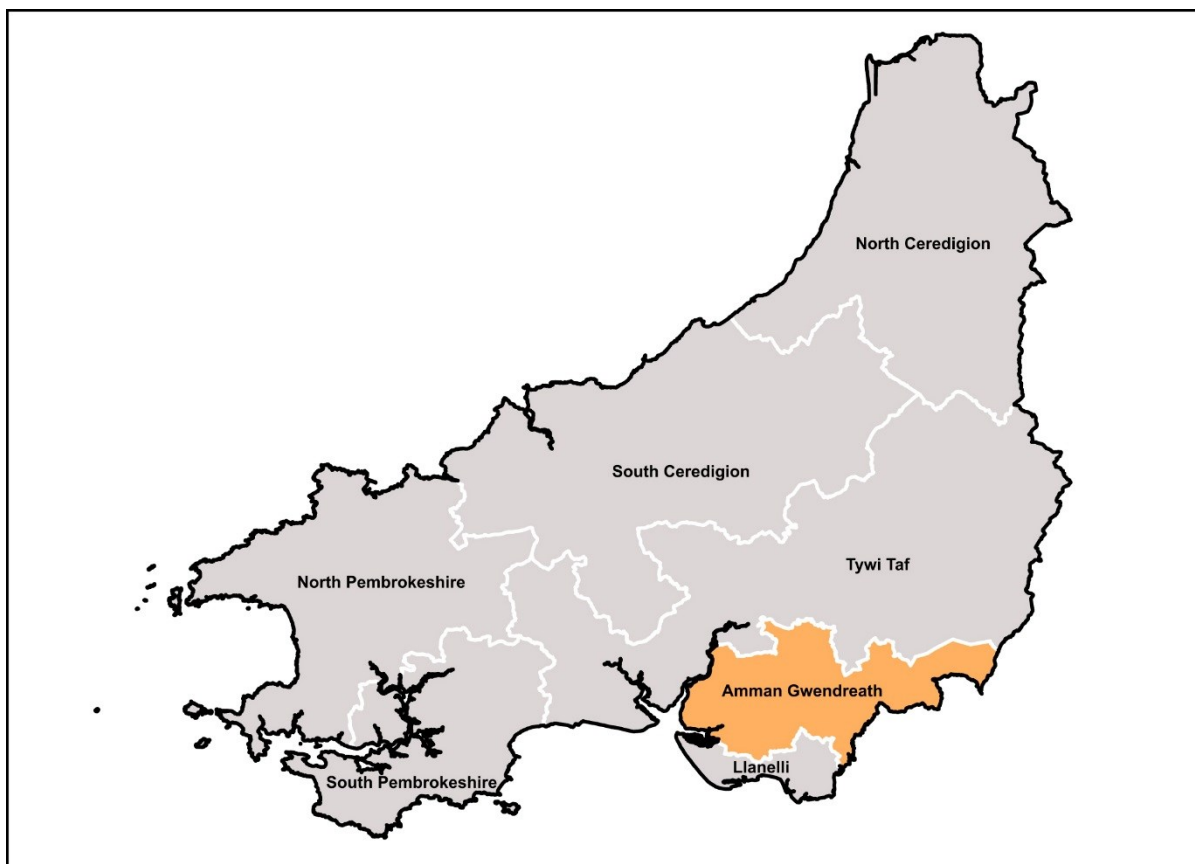 North Ceredigion
South Ceredigion
Tywi Taf
North Pembrokeshire
Amman Gwendreath
Llanelli
South Pembrokeshire